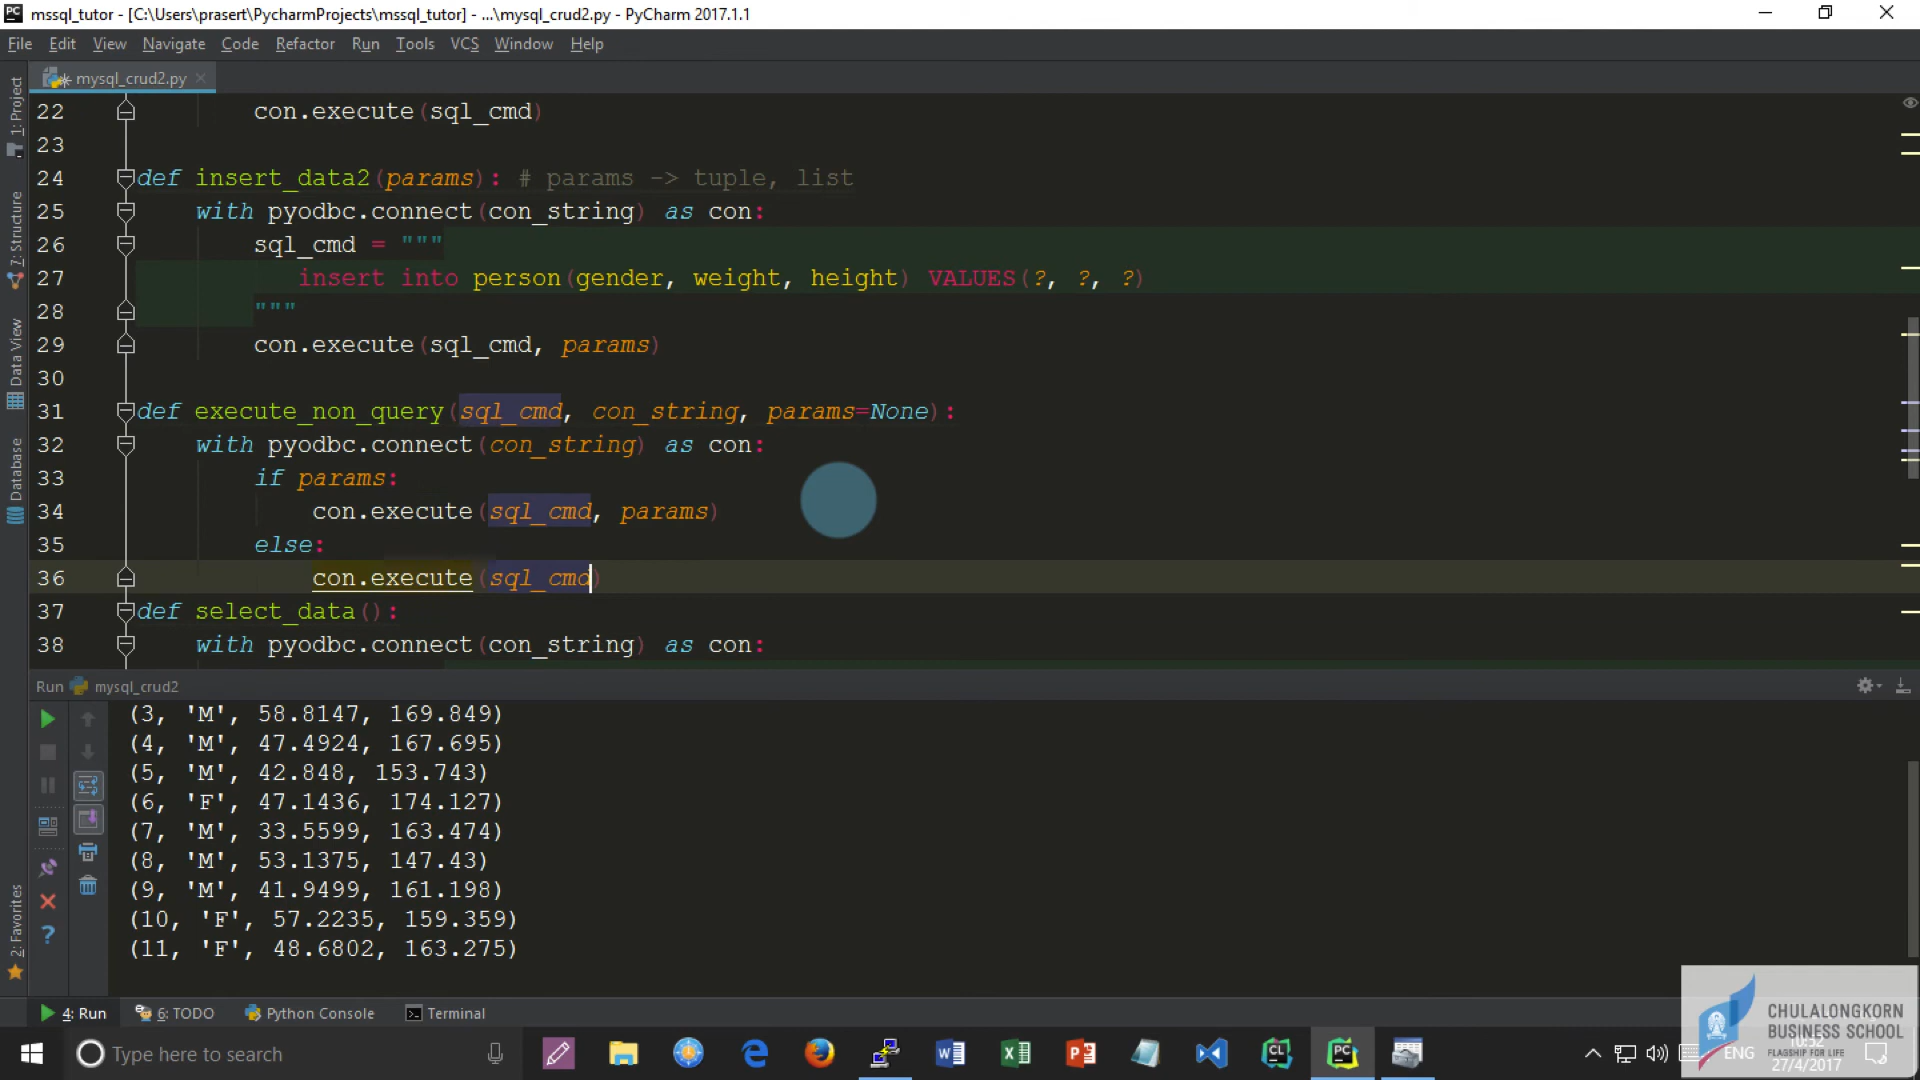 PC mssql_tutor - [C:\Users\prasert\PycharmProjects\mssql_tutor] - ...\mysql_crud2.py - PyCharm 2017.1.1
File Edit View Navigate Code Refactor Run Tools VCS Window Help
mysql_crud2.py
1: Project
7: Structure
Data View
Database
2: Favorites
22 con.execute(sql_cmd)
23
24 def insert_data2(params): # params -> tuple, list
25 with pyodbc.connect(con_string) as con:
26 sql_cmd = """
27 insert into person(gender, weight, height) VALUES(?, ?, ?)
28 """
29 con.execute(sql_cmd, params)
30
31 def execute_non_query(sql_cmd, con_string, params=None):
32 with pyodbc.connect(con_string) as con:
33 if params:
34 con.execute(sql_cmd, params)
35 else:
36 con.execute(sql_cmd)
37 def select_data():
38 with pyodbc.connect(con_string) as con:
Run mysql_crud2
(3, 'M', 58.8147, 169.849)
(4, 'M', 47.4924, 167.695)
(5, 'M', 42.848, 153.743)
(6, 'F', 47.1436, 174.127)
(7, 'M', 33.5599, 163.474)
(8, 'M', 53.1375, 147.43)
(9, 'M', 41.9499, 161.198)
(10, 'F', 57.2235, 159.359)
(11, 'F', 48.6802, 163.275)
4: Run 6: TODO Python Console Terminal
CHULALONGKORN
BUSINESS SCHOOL
FLAGSHIP FOR LIFE
Type here to search
CL
PC
ENG
10:52
27/4/2017